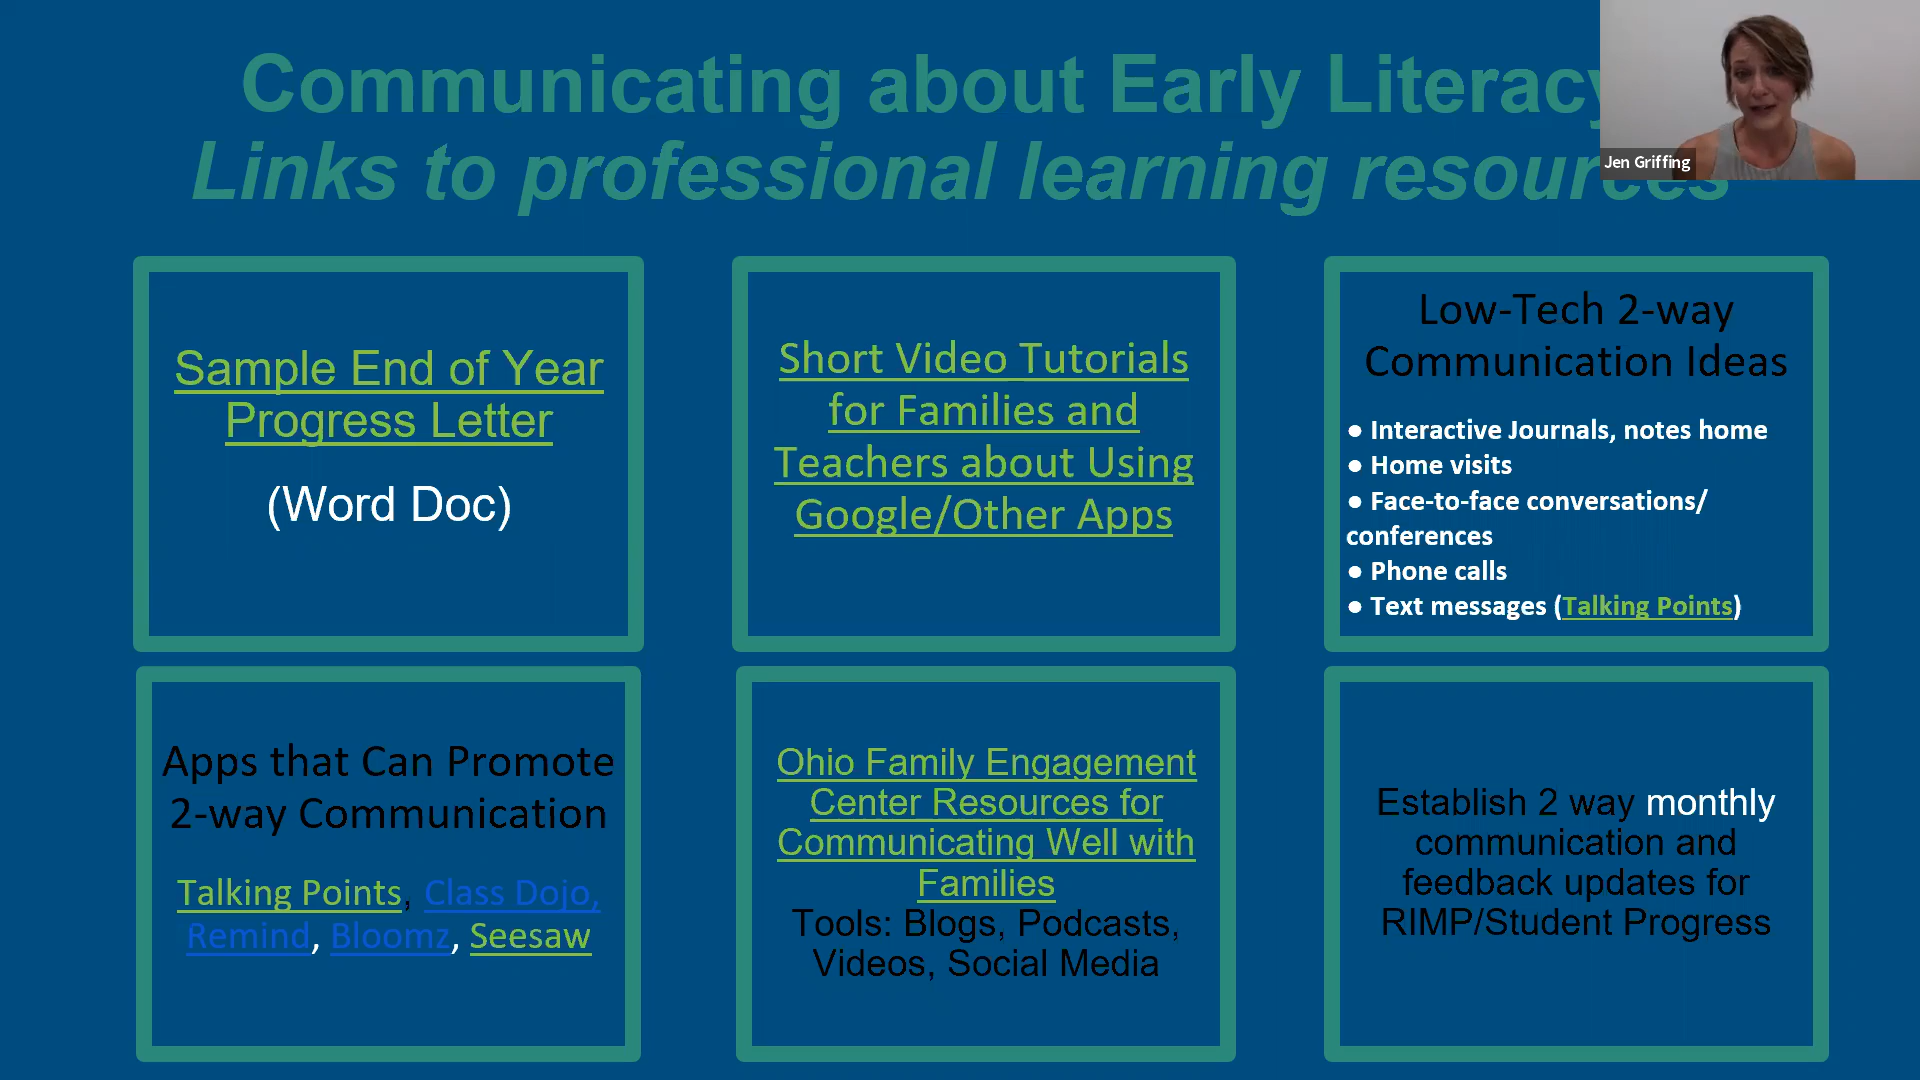 Communicating about Early Literacy
Links to professional learning resources
Jen Griffing
Sample End of Year
Progress Letter
(Word Doc)
Short Video Tutorials
for Families and
Teachers about Using
Google/Other Apps
Low-Tech 2-way
Communication Ideas
● Interactive Journals, notes home
● Home visits
● Face-to-face conversations/
conferences
● Phone calls
● Text messages (Talking Points)
Apps that Can Promote
2-way Communication
Talking Points, Class Dojo,
Remind, Bloomz, Seesaw
Ohio Family Engagement
Center Resources for
Communicating Well with
Families
Tools: Blogs, Podcasts,
Videos, Social Media
Establish 2 way monthly
communication and
feedback updates for
RIMP/Student Progress